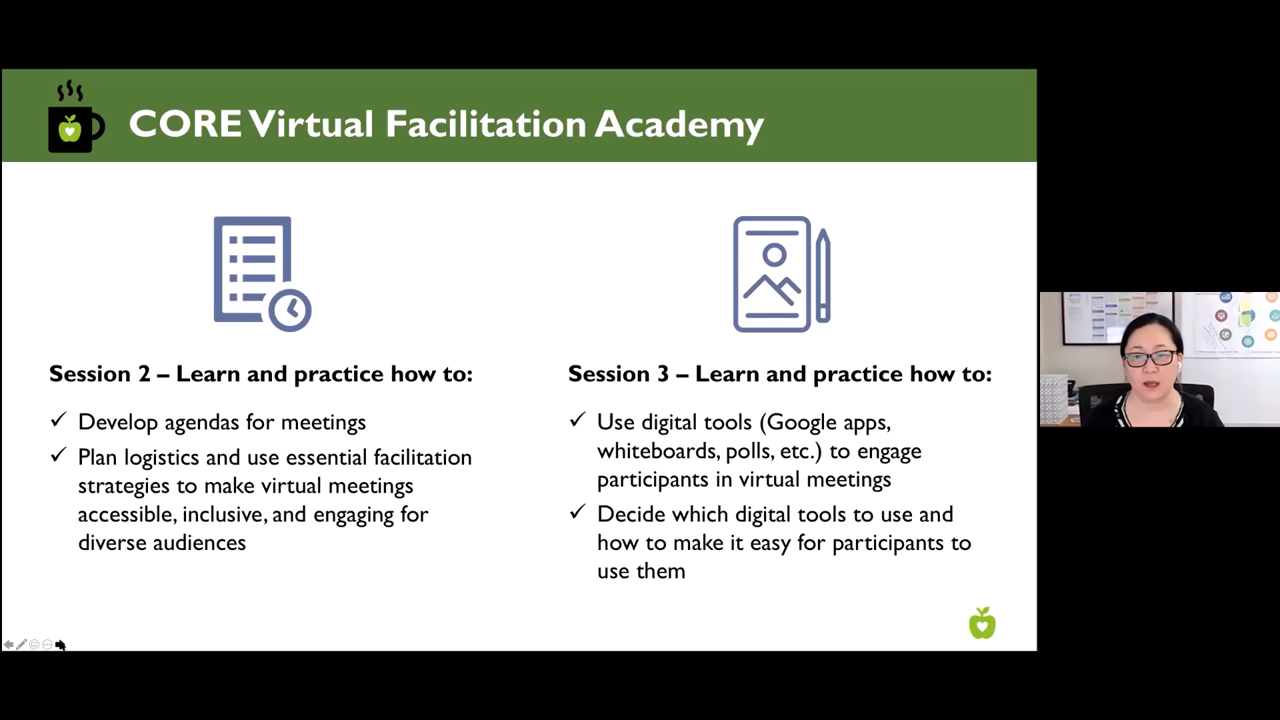 CORE Virtual Facilitation Academy
Session 2 – Learn and practice how to:
✓ Develop agendas for meetings
✓ Plan logistics and use essential facilitation
strategies to make virtual meetings
accessible, inclusive, and engaging for
diverse audiences
Session 3 – Learn and practice how to:
✓ Use digital tools (Google apps,
whiteboards, polls, etc.) to engage
participants in virtual meetings
✓ Decide which digital tools to use and
how to make it easy for participants to
use them